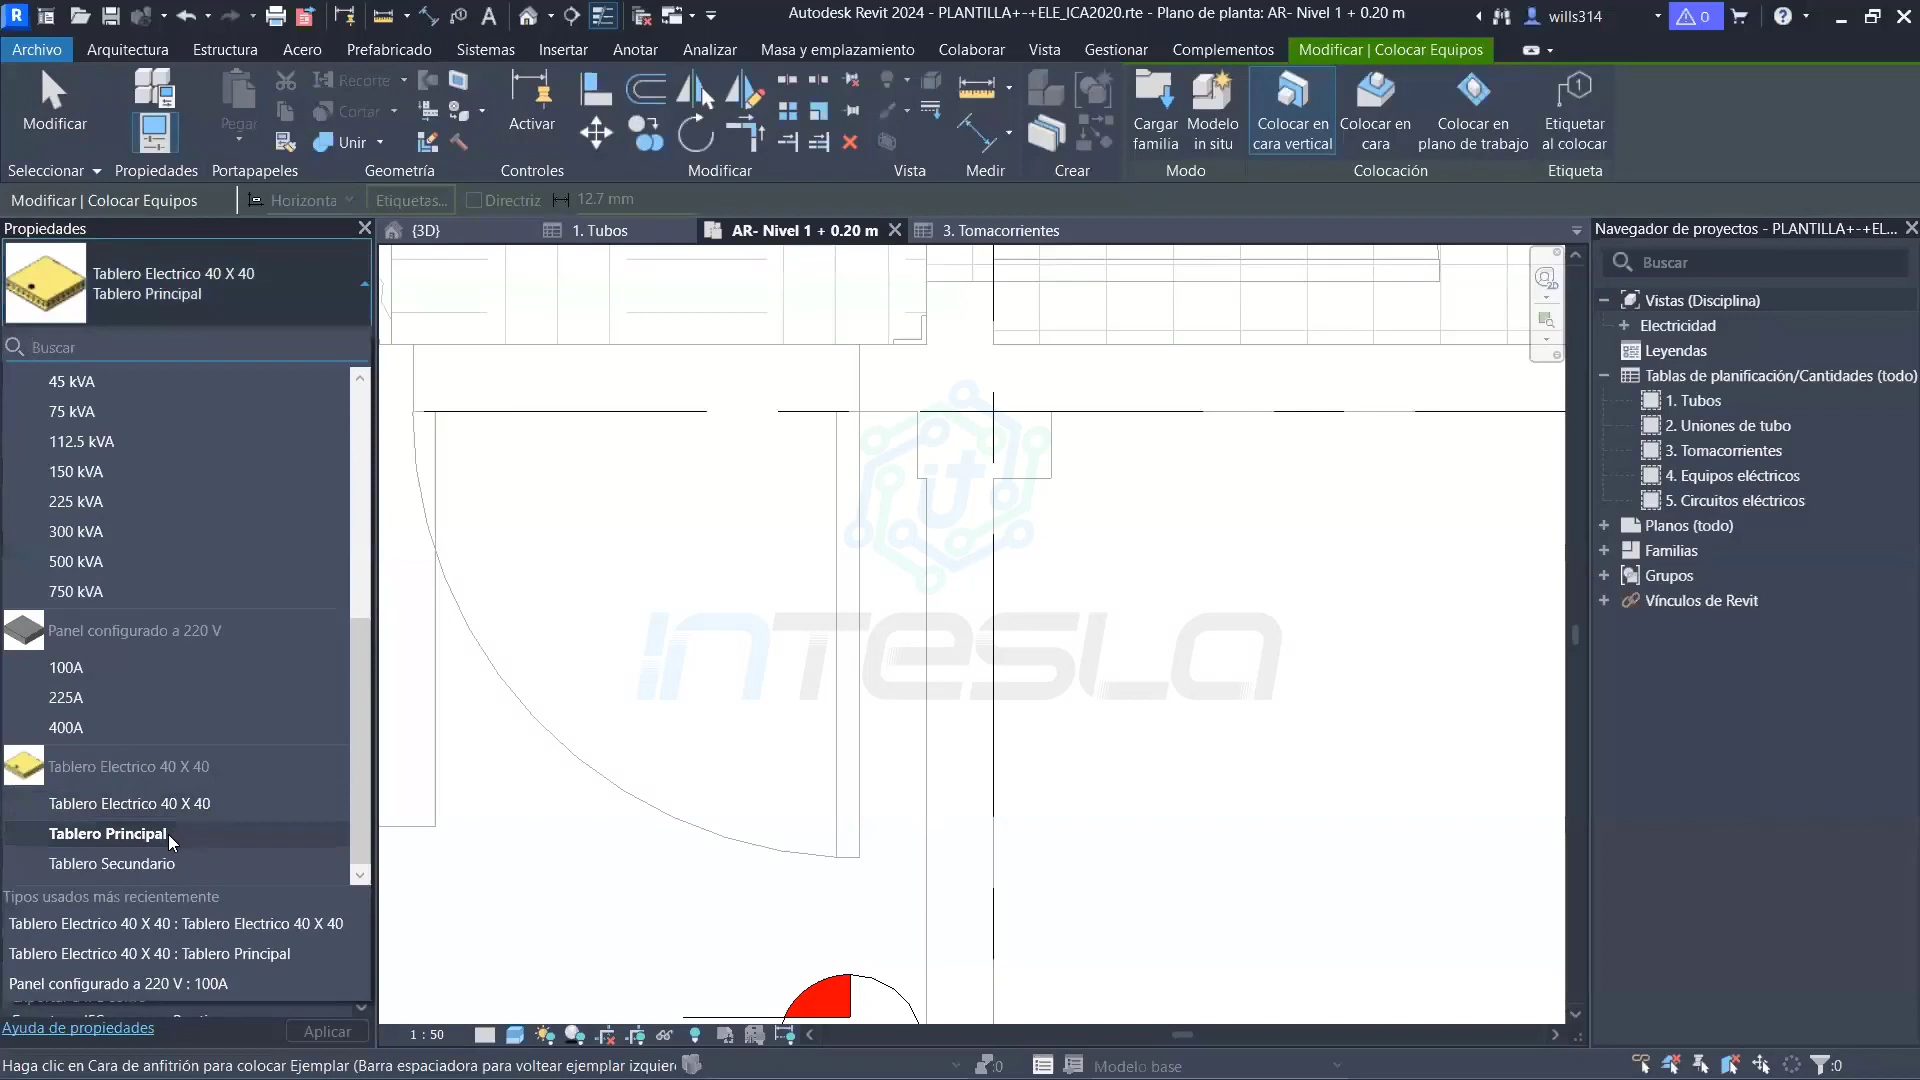 Autodesk Revit 2024 - PLANTILLA+-+ELE_ICA2020.rte - Plano de planta: AR- Nivel 1 + 0.20 m
wills314
0
Archivo Arquitectura Estructura Acero Prefabricado Sistemas Insertar Anotar Analizar Masa y emplazamiento Colaborar Vista Gestionar Complementos Modificar | Colocar Equipos
Modificar
Pegar
Recorte
Cortar
Unir
Activar
Cargar familia
Modelo in situ
Colocar en cara vertical
Colocar en cara
Colocar en plano de trabajo
Etiquetar al colocar
Seleccionar Propiedades Portapapeles Geometría Controles Modificar Vista Medir Crear Modo Colocación Etiqueta
Modificar | Colocar Equipos Horizonta Etiquetas... Directriz 12.7 mm
Propiedades
{3D} 1. Tubos AR- Nivel 1 + 0.20 m 3. Tomacorrientes
Navegador de proyectos - PLANTILLA+-+EL...
Tablero Electrico 40 X 40
Tablero Principal
Buscar
45 kVA
75 kVA
112.5 kVA
150 kVA
225 kVA
300 kVA
500 kVA
750 kVA
Panel configurado a 220 V
100A
225A
400A
Tablero Electrico 40 X 40
Tablero Electrico 40 X 40
Tablero Principal
Tablero Secundario
Tipos usados más recientemente
Tablero Electrico 40 X 40 : Tablero Electrico 40 X 40
Tablero Electrico 40 X 40 : Tablero Principal
Panel configurado a 220 V : 100A
Ayuda de propiedades
Aplicar
it
INTESLA
Buscar
Vistas (Disciplina)
Electricidad
Leyendas
Tablas de planificación/Cantidades (todo)
1. Tubos
2. Uniones de tubo
3. Tomacorrientes
4. Equipos eléctricos
5. Circuitos eléctricos
Planos (todo)
Familias
Grupos
Vínculos de Revit
1 : 50
Haga clic en Cara de anfitrión para colocar Ejemplar (Barra espaciadora para voltear ejemplar izquier
:0
Modelo base
:0